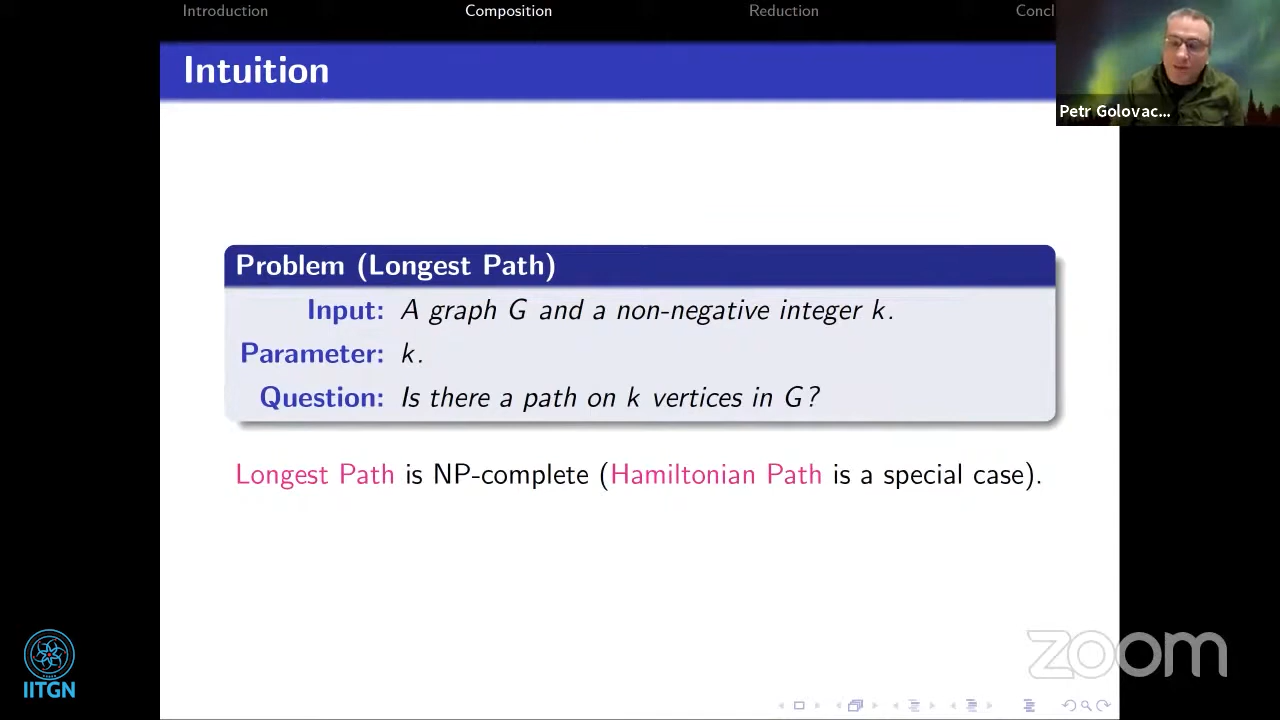 Introduction
Composition
Reduction
Concl
Intuition
Petr Golovac...
Problem (Longest Path)
Input: A graph G and a non-negative integer k.
Parameter: k.
Question: Is there a path on k vertices in G?
Longest Path is NP-complete (Hamiltonian Path is a special case).
IITGN
zoom